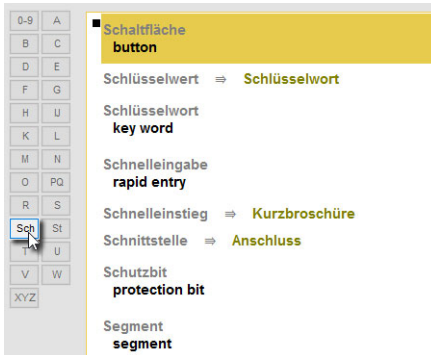 0-9 A
B C
D E
F G
H IJ
K L
M N
O PQ
R S
Sch St
T U
V W
XYZ
Schaltfläche
button
Schlüsselwert ⇒ Schlüsselwort
Schlüsselwort
key word
Schnelleingabe
rapid entry
Schnelleinstieg ⇒ Kurzbroschüre
Schnittstelle ⇒ Anschluss
Schutzbit
protection bit
Segment
segment